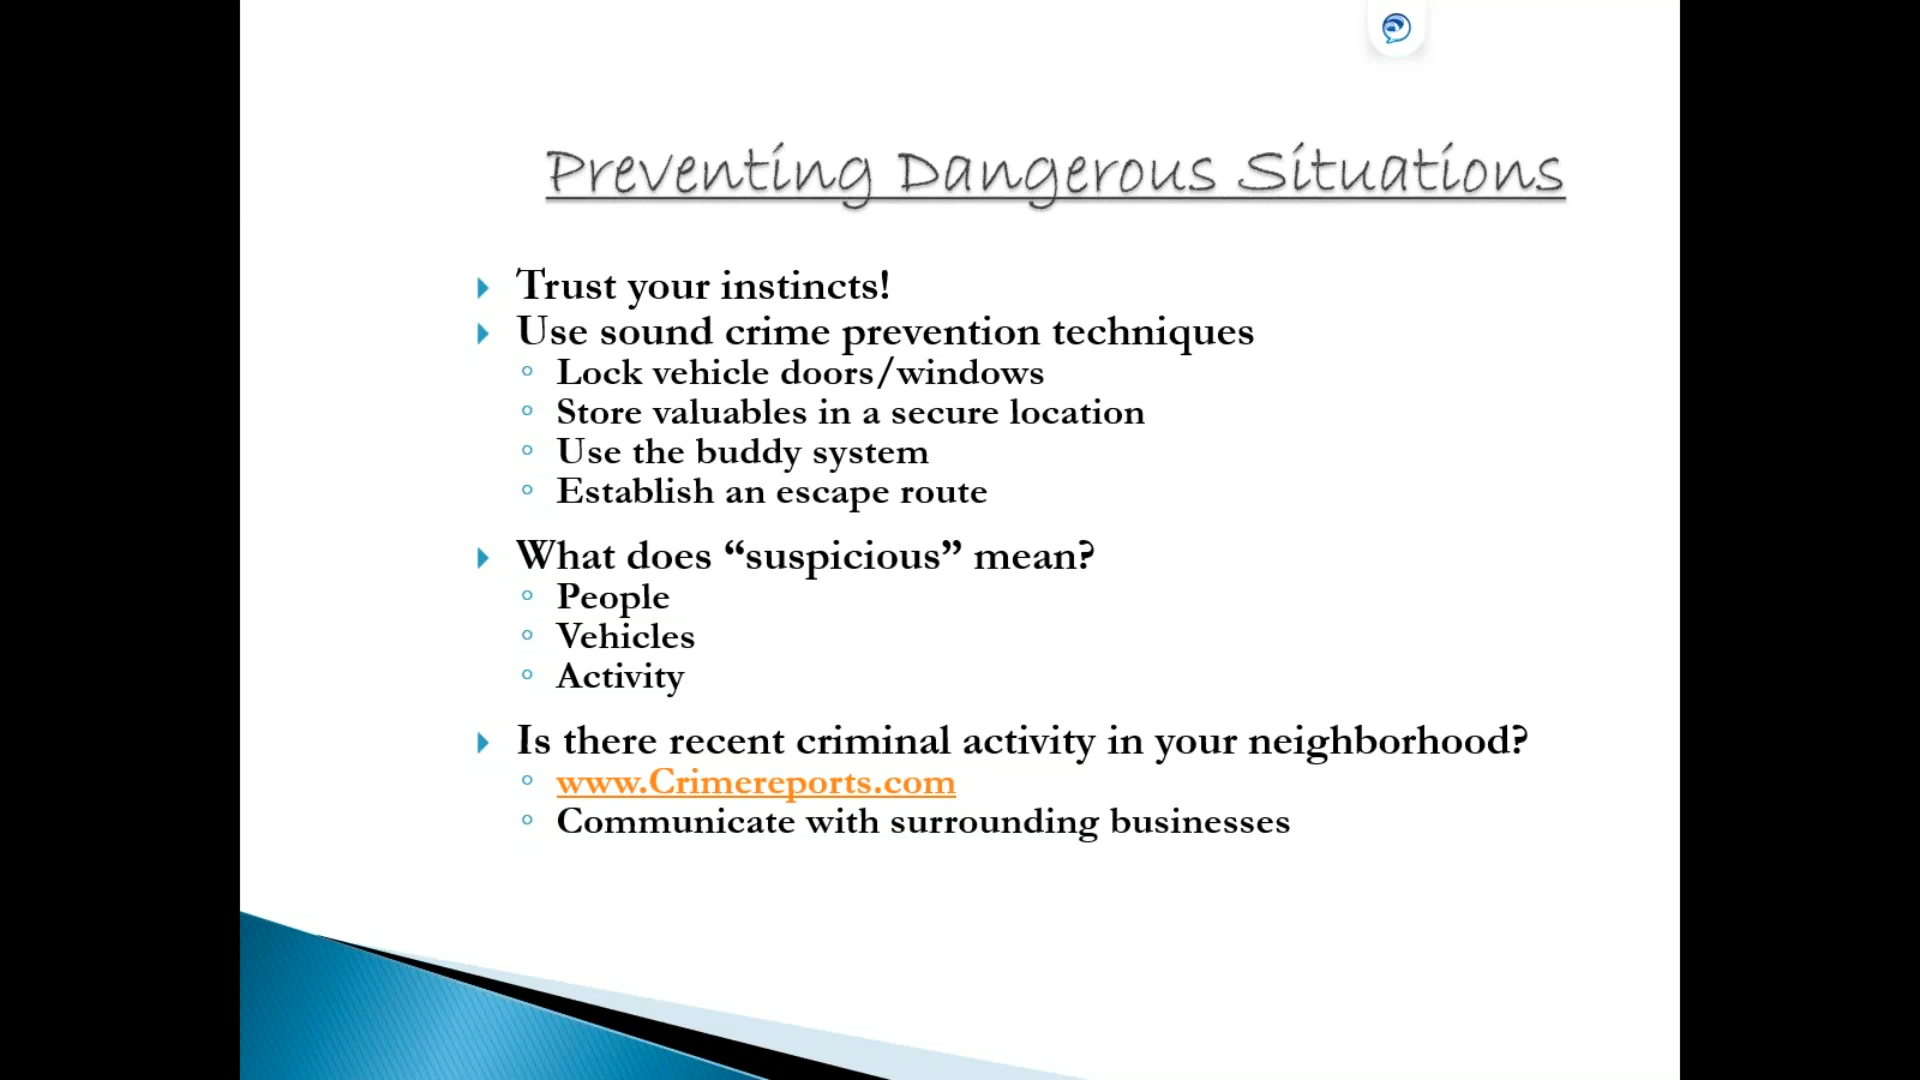 Preventing Dangerous Situations
Trust your instincts!
Use sound crime prevention techniques
Lock vehicle doors/windows
Store valuables in a secure location
Use the buddy system
Establish an escape route
What does “suspicious” mean?
People
Vehicles
Activity
Is there recent criminal activity in your neighborhood?
www.Crimereports.com
Communicate with surrounding businesses